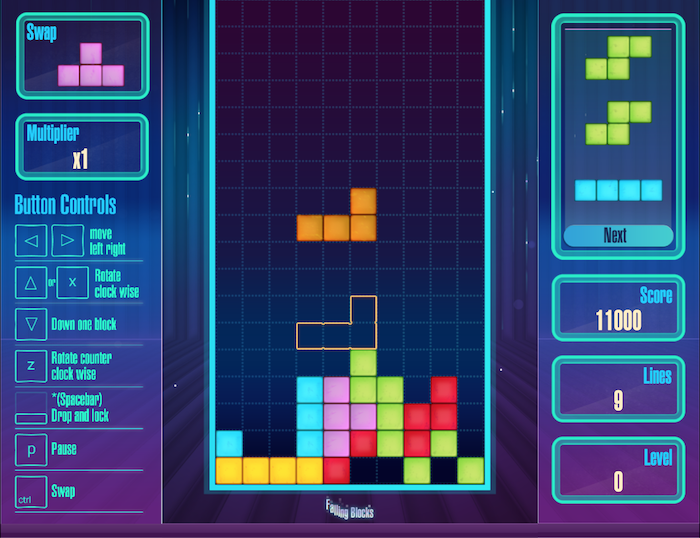 Swap
Multiplier
x1
Button Controls
move
left right
or
x
Rotate
clock wise
Down one block
z
Rotate counter
clock wise
*(Spacebar)
Drop and lock
p
Pause
ctrl
Swap
Falling Blocks
Next
Score
11000
Lines
9
Level
0